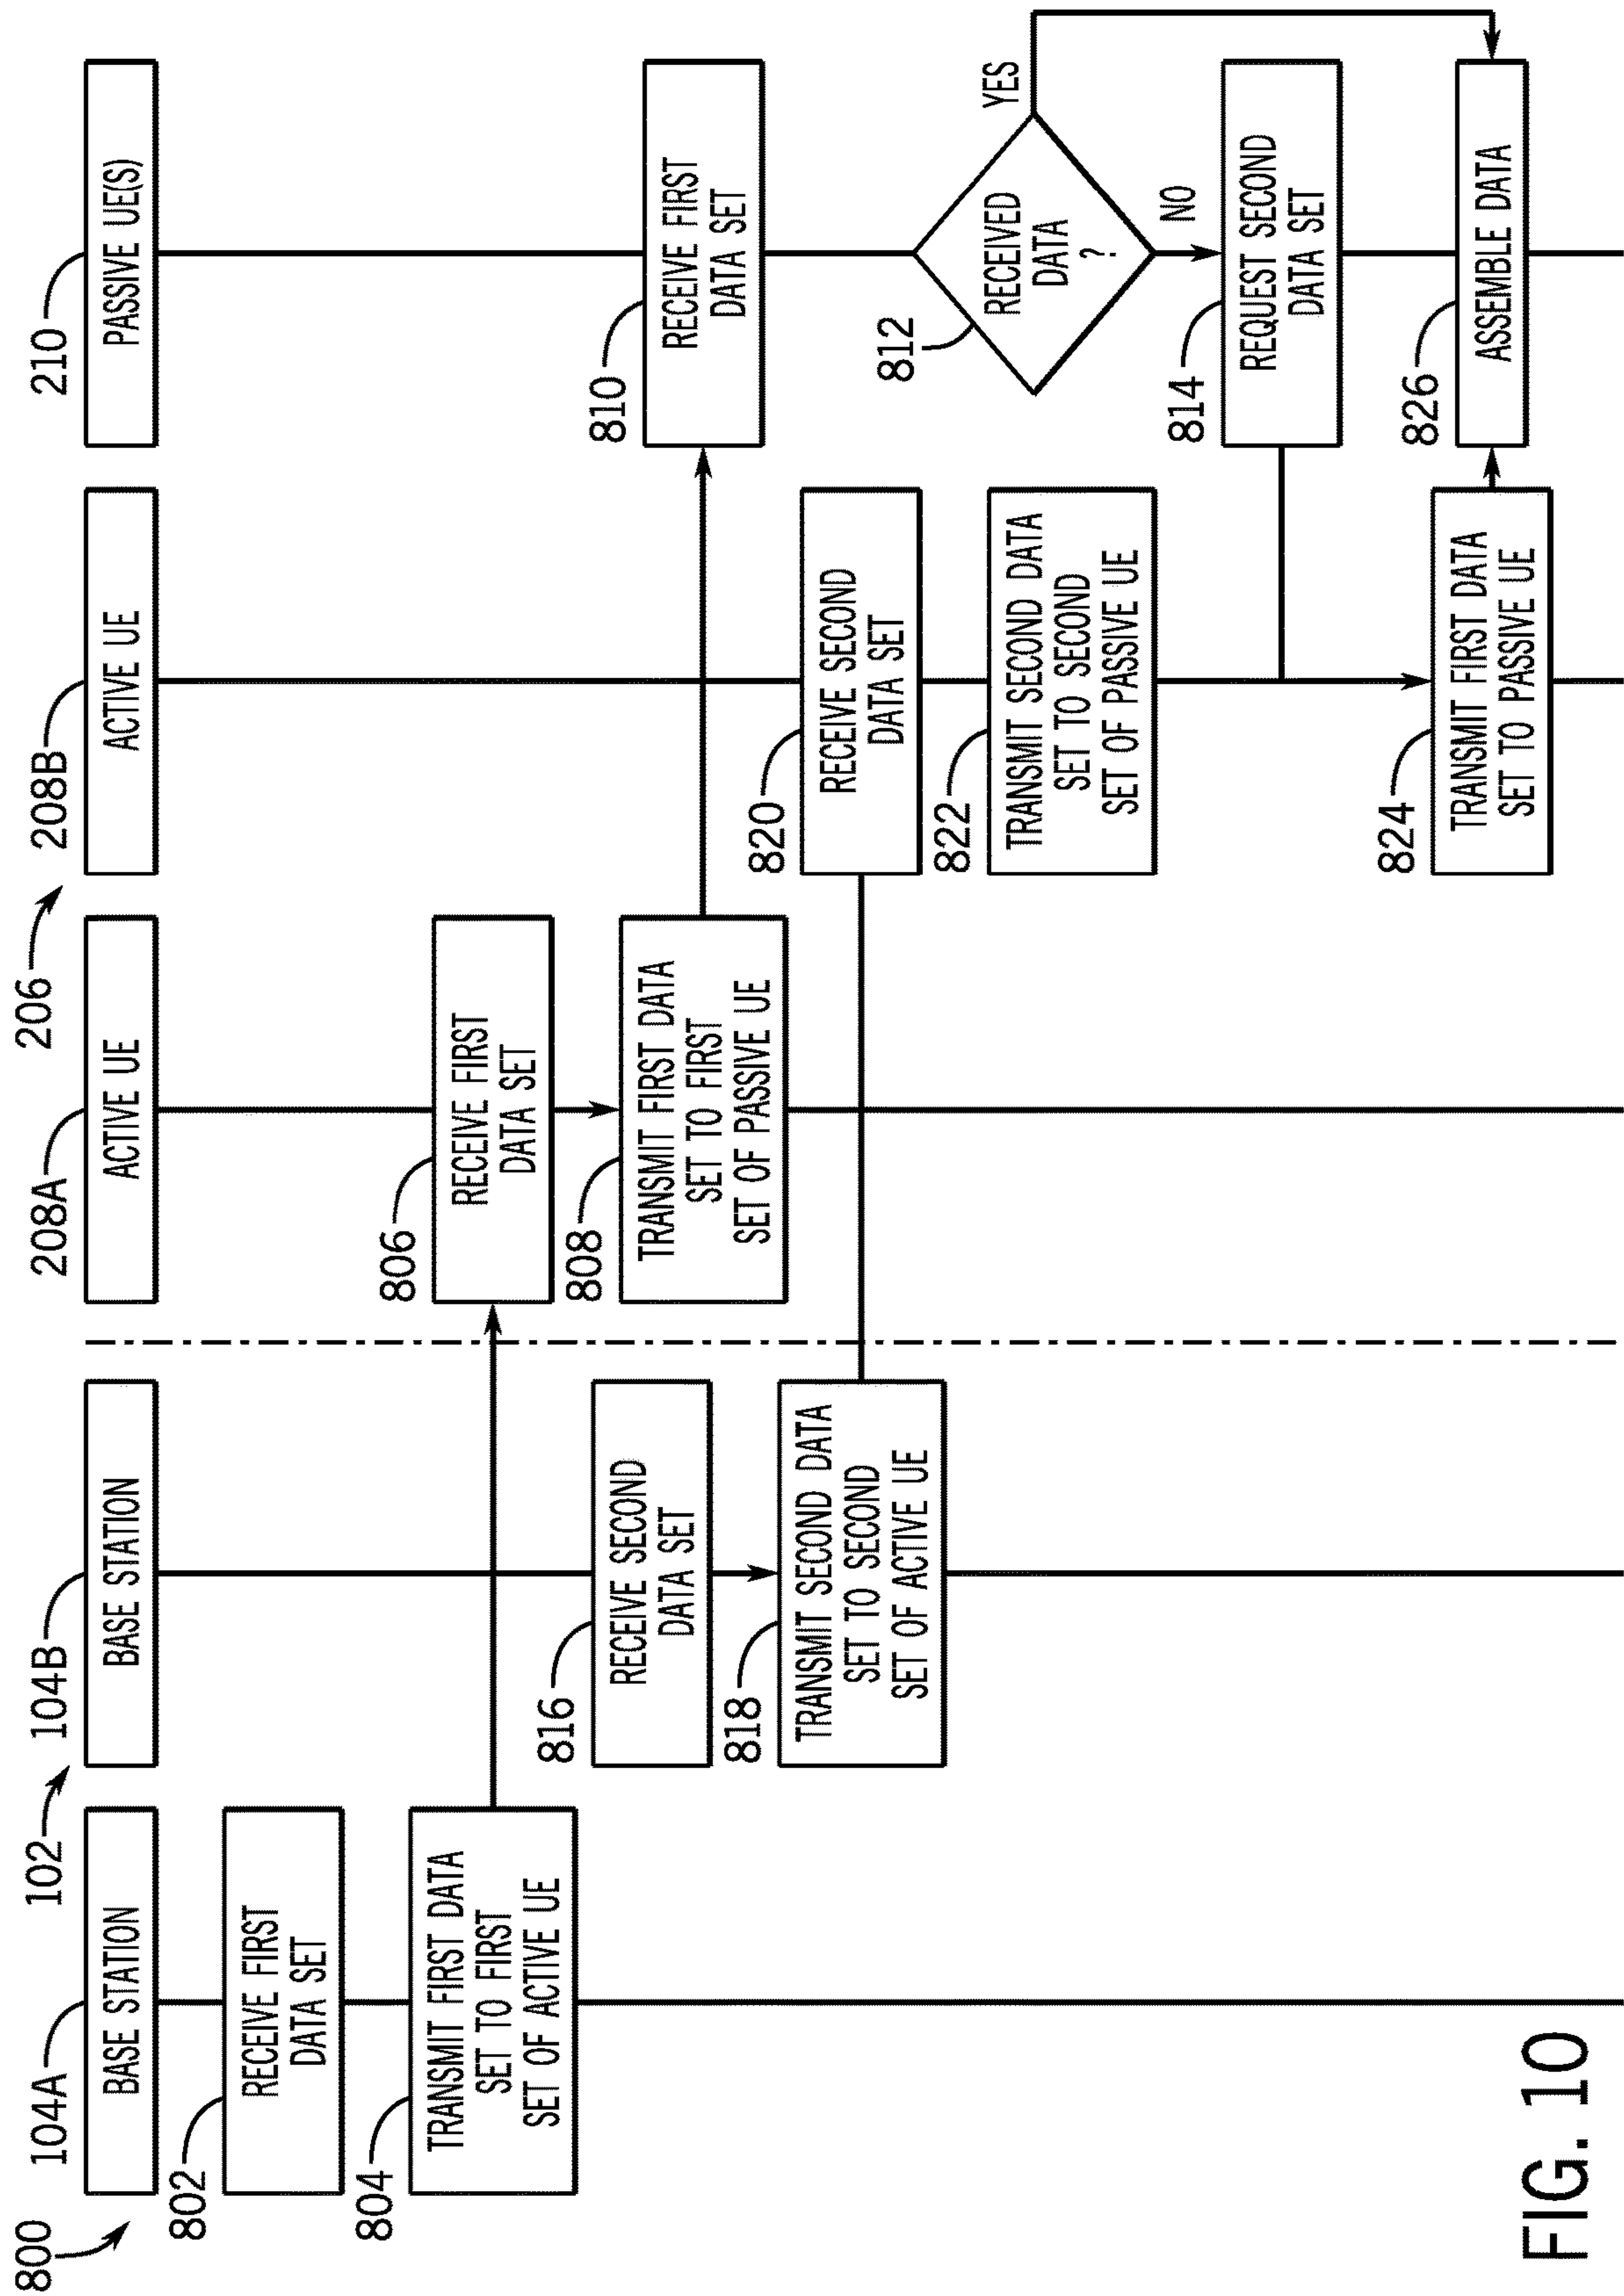 800
102
206
104A
104B
208A
208B
210
BASE STATION
BASE STATION
ACTIVE UE
ACTIVE UE
PASSIVE UE(S)
802
RECEIVE FIRST
DATA SET
804
TRANSMIT FIRST DATA
SET TO FIRST
SET OF ACTIVE UE
806
RECEIVE FIRST
DATA SET
808
TRANSMIT FIRST DATA
SET TO FIRST
SET OF PASSIVE UE
810
RECEIVE FIRST
DATA SET
812
RECEIVED
DATA
?
YES
NO
814
REQUEST SECOND
DATA SET
816
RECEIVE SECOND
DATA SET
818
TRANSMIT SECOND DATA
SET TO SECOND
SET OF ACTIVE UE
820
RECEIVE SECOND
DATA SET
822
TRANSMIT SECOND DATA
SET TO SECOND
SET OF PASSIVE UE
824
TRANSMIT FIRST DATA
SET TO PASSIVE UE
826
ASSEMBLE DATA
FIG. 10